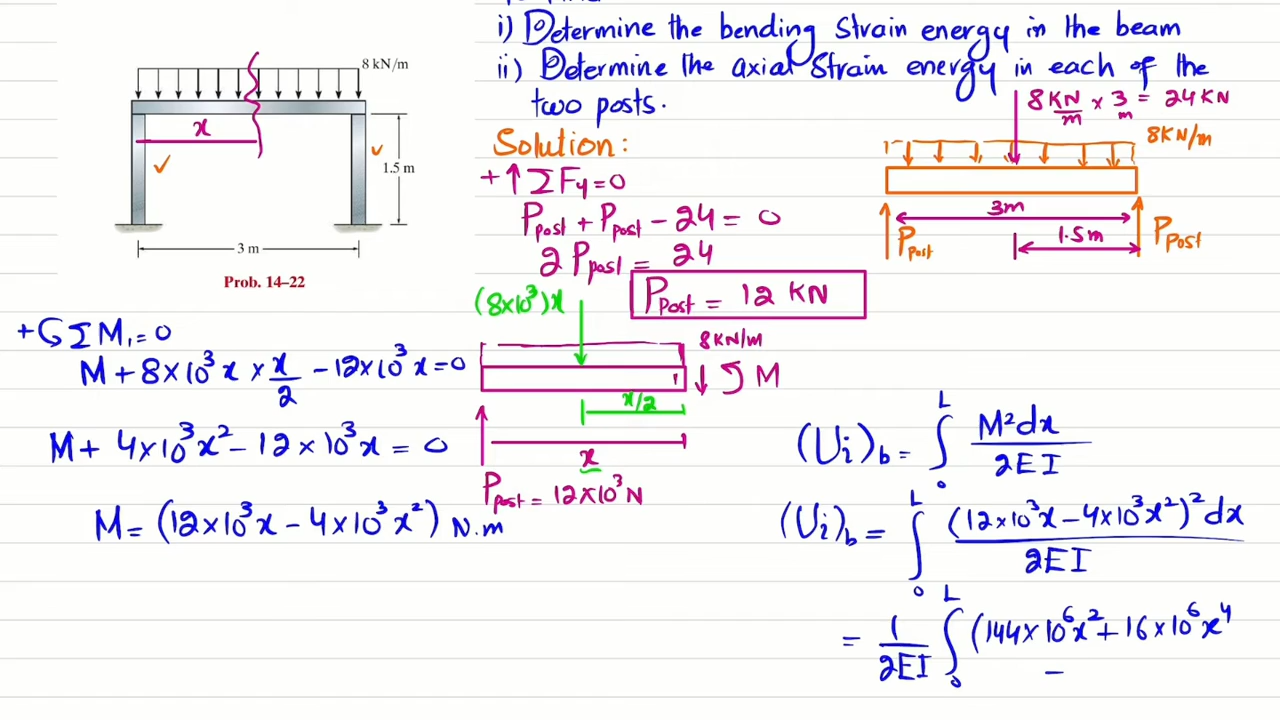 i) Determine the bending strain energy in the beam
ii) Determine the axial strain energy in each of the
two posts.
8 kN/m
x
1.5 m
3 m
Prob. 14–22
Solution:
+↑ΣFy=0
Ppost + Ppost − 24 = 0
2 Ppost = 24
Ppost = 12 KN
8 KN/m × 3 m = 24 KN
8KN/m
3m
1.5m
Ppost
Ppost
(8×10³)x
8KN/m
1
M
x/2
x
Ppost = 12×10³N
+↺ΣM₁=0
M + 8×10³x × x/2 − 12×10³x=0
M + 4×10³x² − 12×10³x = 0
M = (12×10³x − 4×10³x²) N.m
(Ui)b = ∫₀ᴸ M²dx / 2EI
(Ui)b = ∫₀ᴸ (12×10³x − 4×10³x²)²dx / 2EI
= 1/2EI ∫₀ᴸ (144×10⁶x² + 16×10⁶x⁴
−